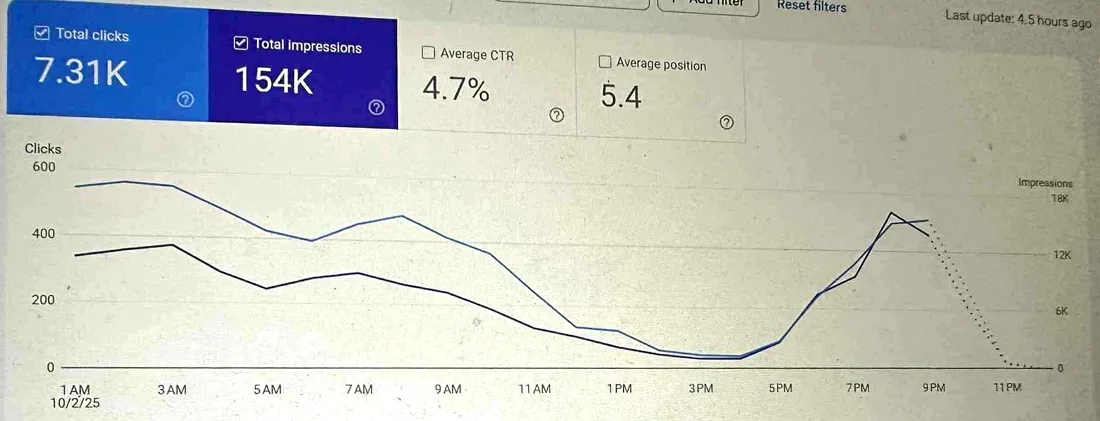 Add filter
Reset filters
Last update: 4.5 hours ago
Total clicks
7.31K
Total impressions
154K
Average CTR
4.7%
Average position
5.4
Clicks
600
400
200
0
Impressions
18K
12K
6K
0
1 AM
10/2/25
3 AM
5 AM
7 AM
9 AM
11 AM
1 PM
3 PM
5 PM
7 PM
9 PM
11 PM